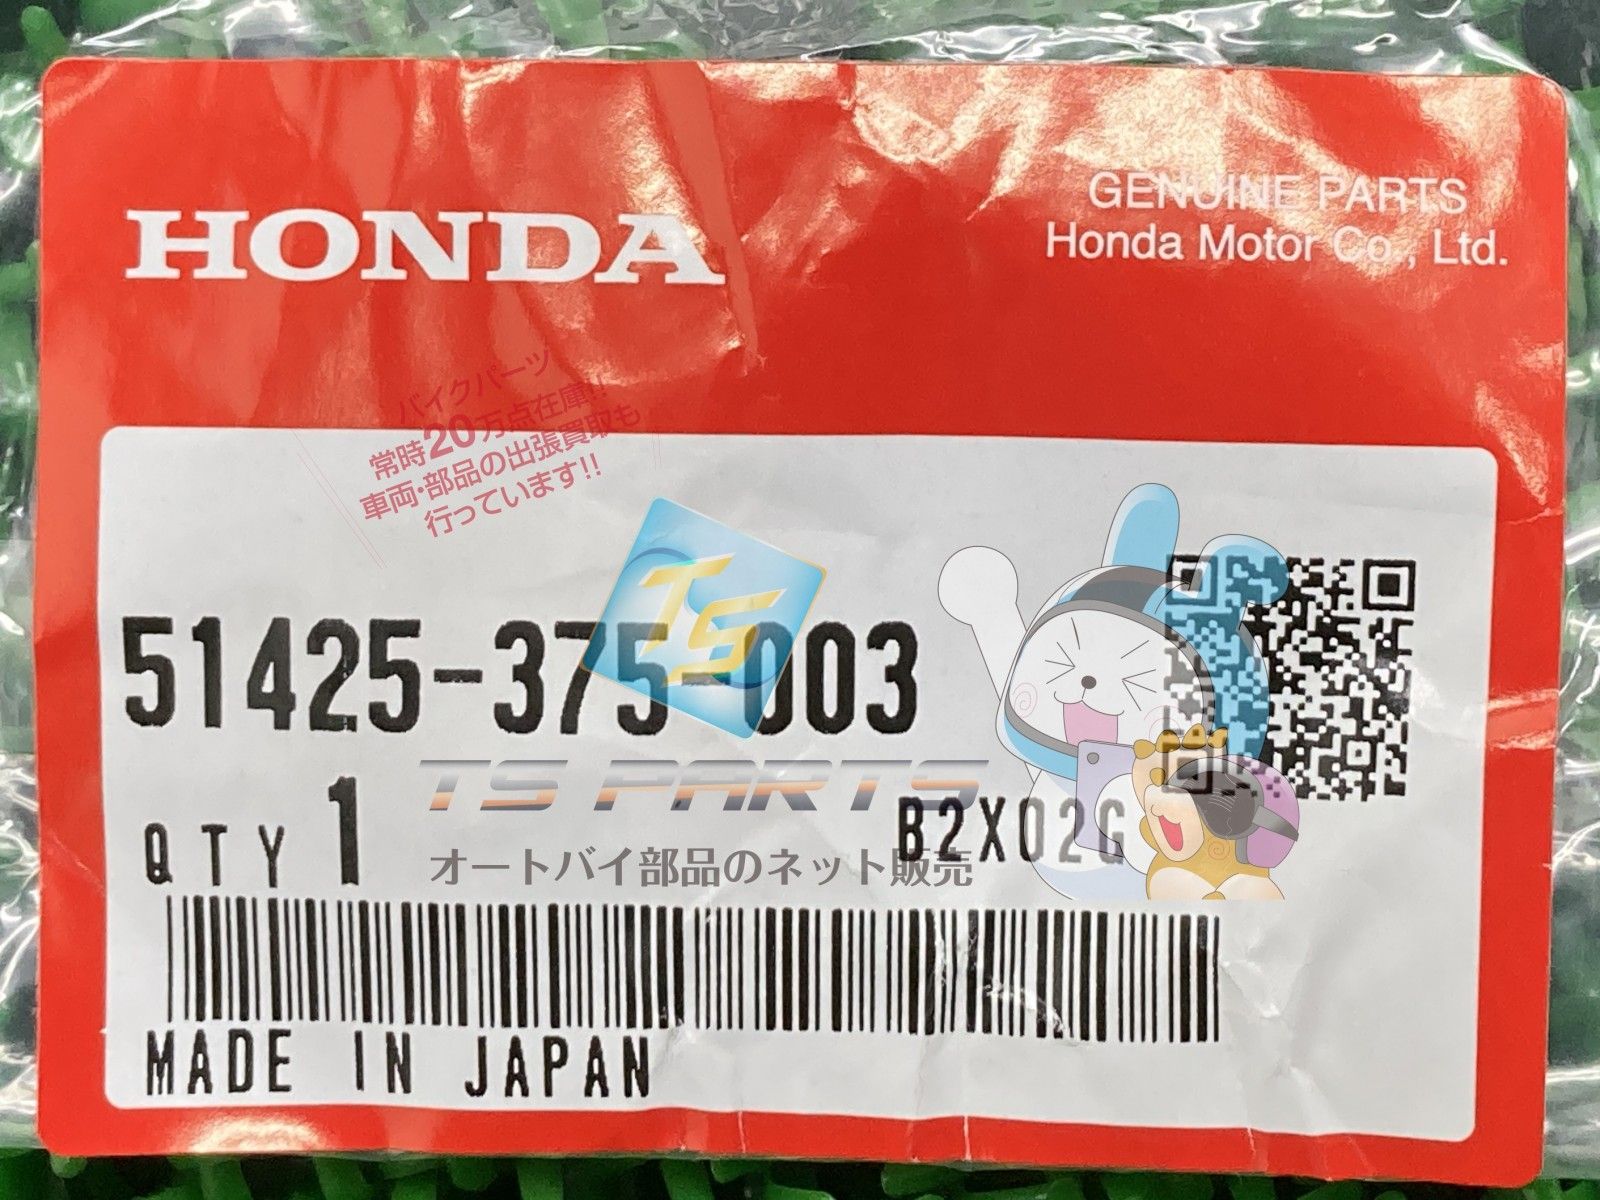 HONDA
GENUINE PARTS
Honda Motor Co., Ltd.
バイクパーツ
常時20万点在庫!!
車両・部品の出張買取も
行っています!!
TS
51425-375-003
TS PARTS
QTY 1
B2X02G
オートバイ部品のネット販売
MADE IN JAPAN